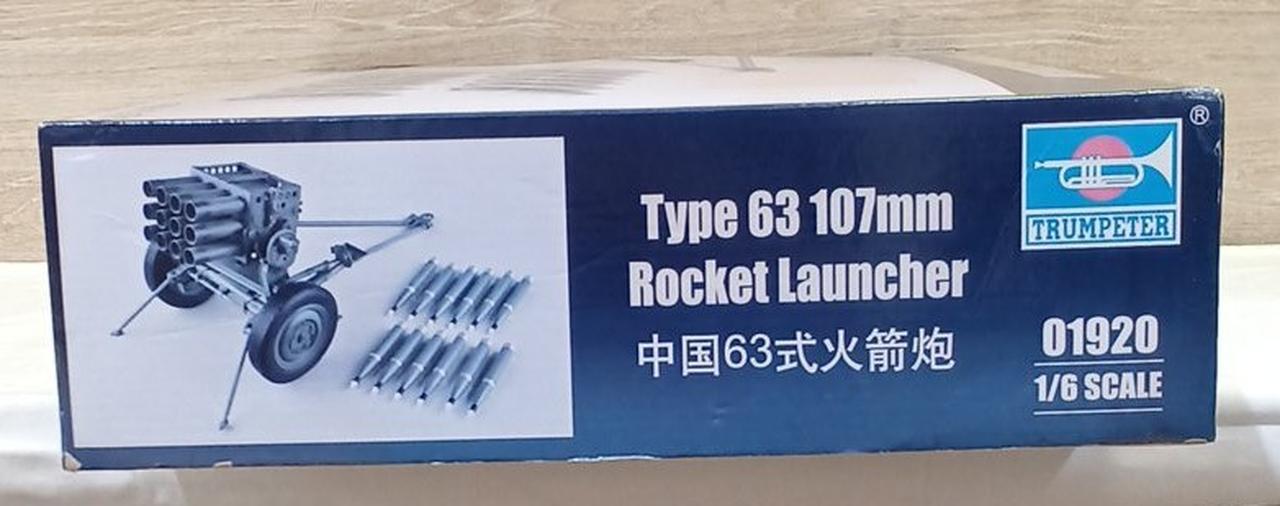 ®
TRUMPETER
Type 63 107mm
Rocket Launcher
中国63式火箭炮
01920
1/6 SCALE